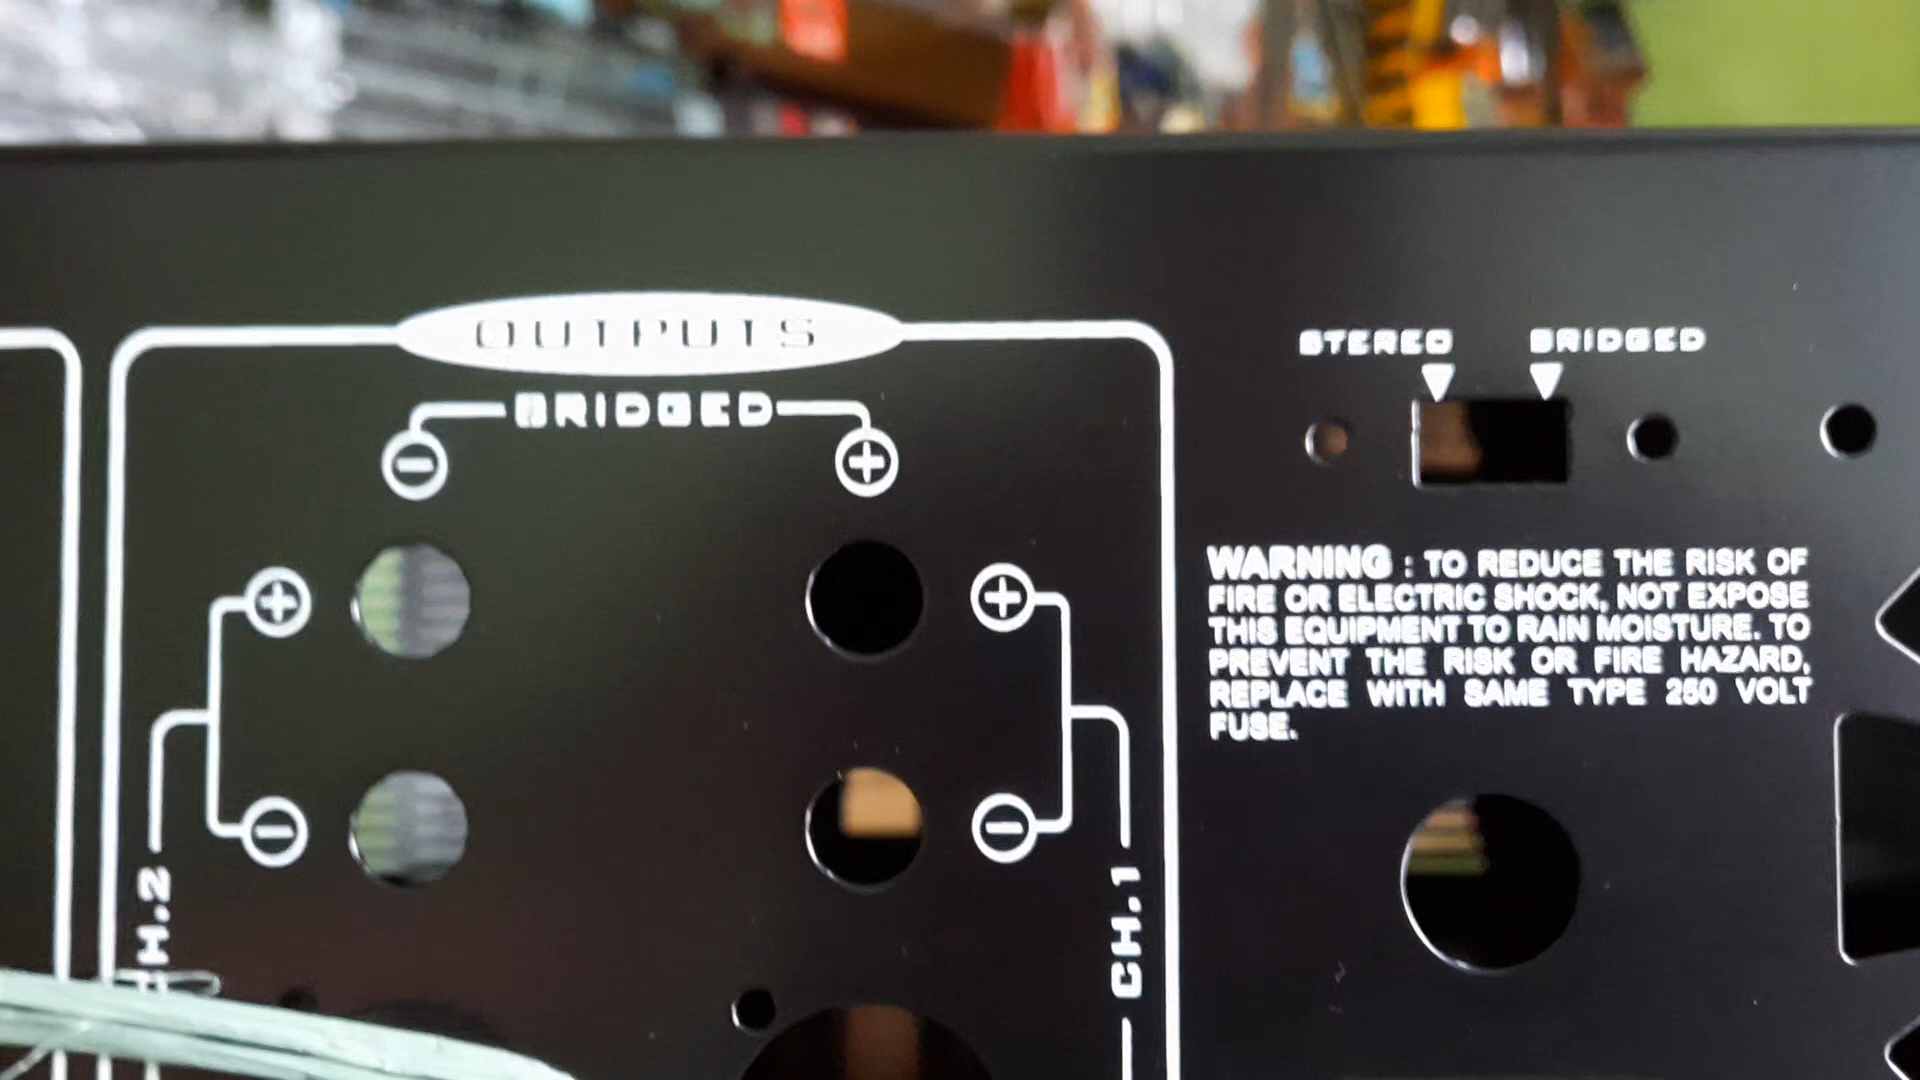 OUTPUTS
BRIDGED
STEREO BRIDGED
WARNING : TO REDUCE THE RISK OF
FIRE OR ELECTRIC SHOCK, NOT EXPOSE
THIS EQUIPMENT TO RAIN MOISTURE. TO
PREVENT THE RISK OR FIRE HAZARD,
REPLACE WITH SAME TYPE 250 VOLT
FUSE.
H.2
CH.1